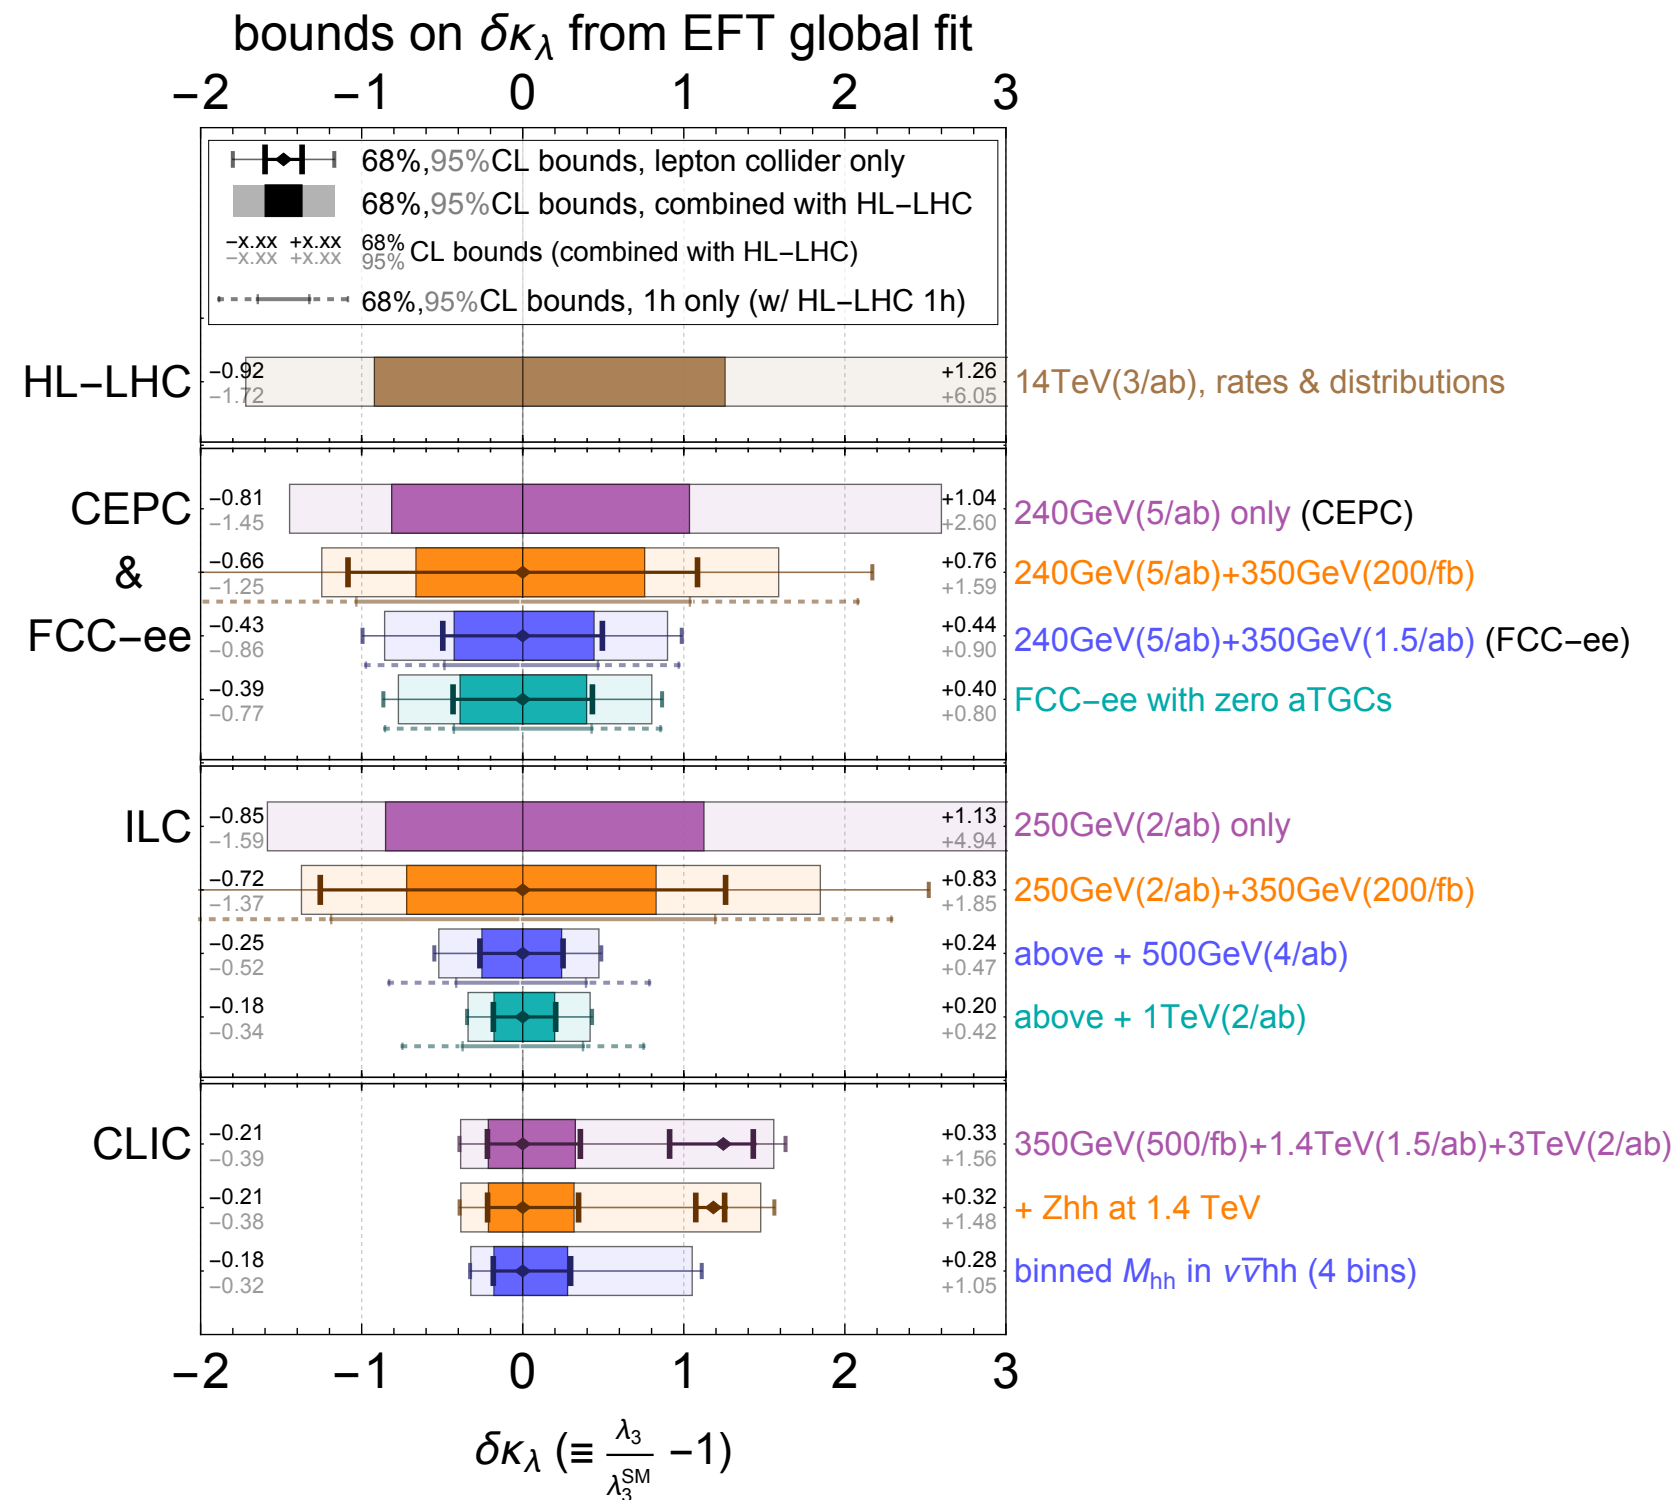 bounds on δκλ from EFT global fit
−2 −1 0 1 2 3
68%,95%CL bounds, lepton collider only
68%,95%CL bounds, combined with HL−LHC
−x.xx +x.xx 68%
−x.xx +x.xx 95% CL bounds (combined with HL−LHC)
68%,95%CL bounds, 1h only (w/ HL−LHC 1h)
HL−LHC −0.92 +1.26 14TeV(3/ab), rates & distributions
−1.72 +6.05
CEPC −0.81 +1.04 240GeV(5/ab) only (CEPC)
−1.45 +2.60
& −0.66 +0.76 240GeV(5/ab)+350GeV(200/fb)
−1.25 +1.59
FCC−ee −0.43 +0.44 240GeV(5/ab)+350GeV(1.5/ab) (FCC−ee)
−0.86 +0.90
−0.39 +0.40 FCC−ee with zero aTGCs
−0.77 +0.80
ILC −0.85 +1.13 250GeV(2/ab) only
−1.59 +4.94
−0.72 +0.83 250GeV(2/ab)+350GeV(200/fb)
−1.37 +1.85
−0.25 +0.24 above + 500GeV(4/ab)
−0.52 +0.47
−0.18 +0.20 above + 1TeV(2/ab)
−0.34 +0.42
CLIC −0.21 +0.33 350GeV(500/fb)+1.4TeV(1.5/ab)+3TeV(2/ab)
−0.39 +1.56
−0.21 +0.32 + Zhh at 1.4 TeV
−0.38 +1.48
−0.18 +0.28 binned Mhh in νν̅hh (4 bins)
−0.32 +1.05
−2 −1 0 1 2 3
δκλ (≡ λ3/λ3SM −1)